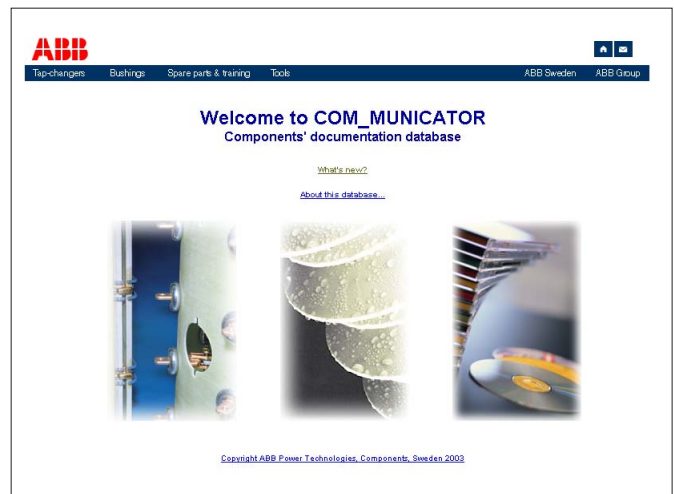 ABB
Tap-changers Bushings Spare parts & training Tools ABB Sweden ABB Group
Welcome to COM_MUNICATOR
Components' documentation database
What's new?
About this database...
Copyright ABB Power Technologies, Components, Sweden 2003